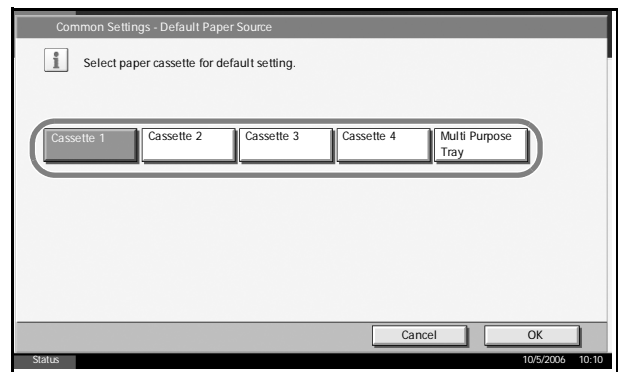 Common Settings - Default Paper Source
i
Select paper cassette for default setting.
Cassette 1
Cassette 2
Cassette 3
Cassette 4
Multi Purpose
Tray
Cancel
OK
Status
10/5/2006 10:10